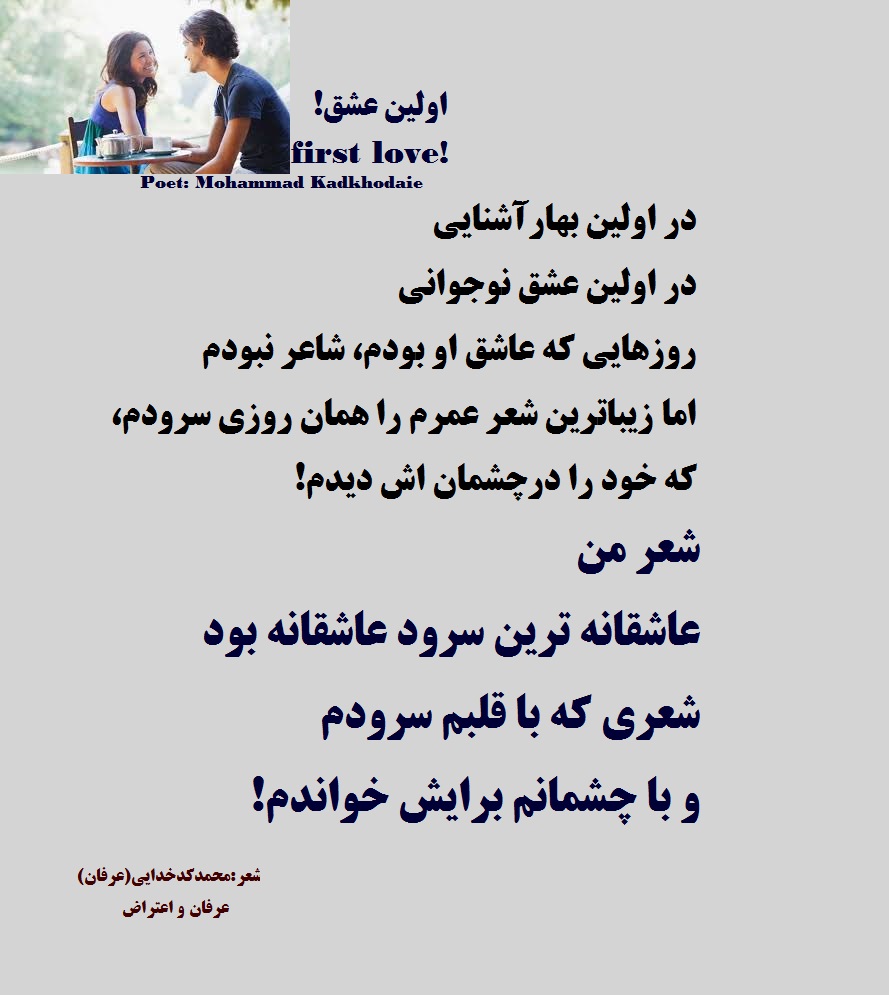 اولین عشق!
first love!
Poet: Mohammad Kadkhodaie
در اولین بهارآشنایی
در اولین عشق نوجوانی
روزهایی که عاشق او بودم، شاعر نبودم
اما زیباترین شعر عمرم را همان روزی سرودم،
که خود را درچشمان اش دیدم!
شعر من
عاشقانه ترین سرود عاشقانه بود
شعری که با قلبم سرودم
و با چشمانم برایش خواندم!
شعر:محمدکدخدایی(عرفان)
عرفان و اعتراض